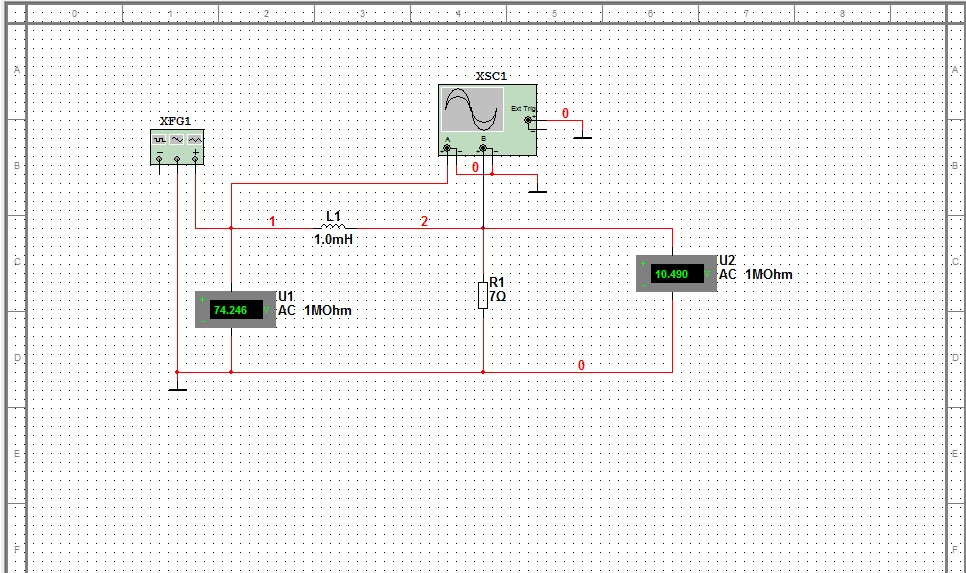 0 1 2 3 4 5 6 7 8
A A
XSC1
Ext Trig
0
XFG1
A B
B B
0
L1
1 2
1.0mH
C C
U2
10.490 V AC 1MOhm
R1
7Ω
U1
74.246 V AC 1MOhm
D D
0
E E
F F